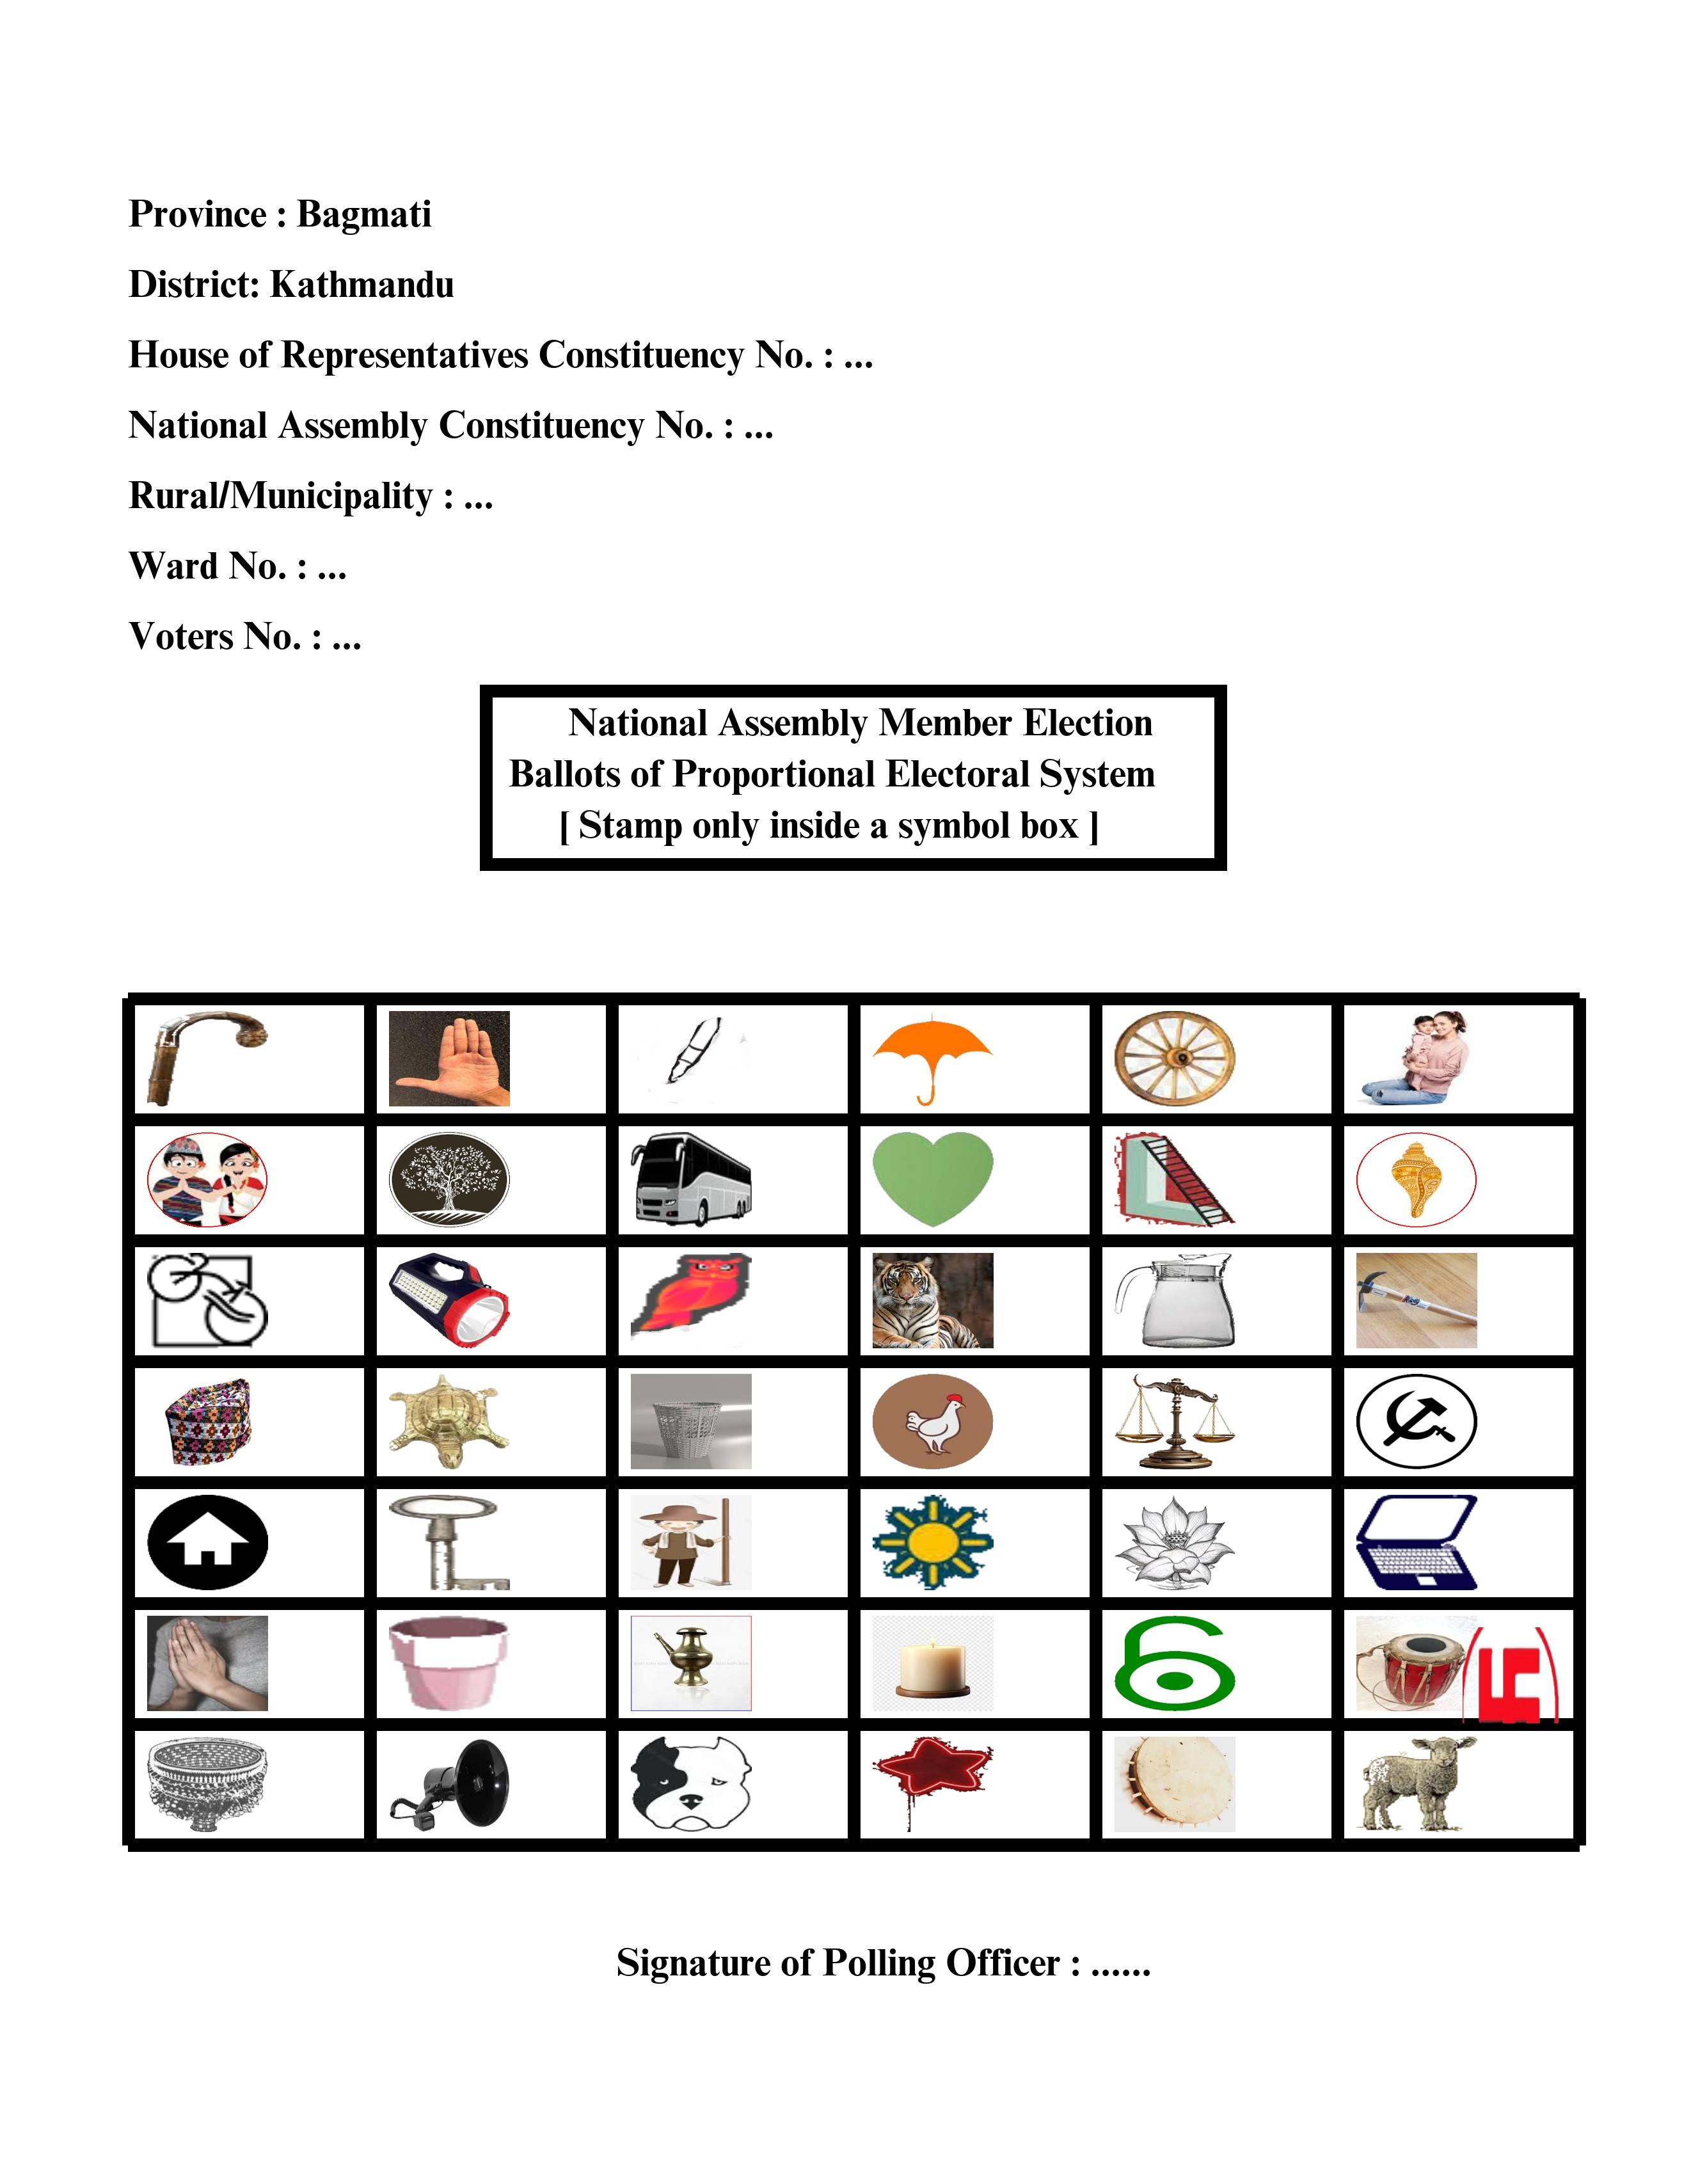 Province : Bagmati
District: Kathmandu
House of Representatives Constituency No. : ...
National Assembly Constituency No. : ...
Rural/Municipality : ...
Ward No. : ...
Voters No. : ...
National Assembly Member Election
Ballots of Proportional Electoral System
[ Stamp only inside a symbol box ]
Signature of Polling Officer : ......